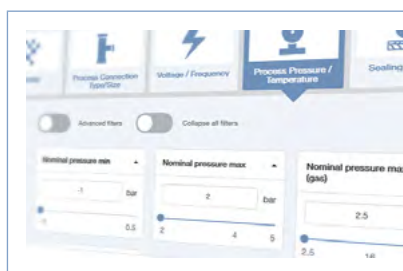 Process Connection
Type/Size
Voltage / Frequency
Process Pressure /
Temperature
Sealing
Advanced filters
Collapse all filters
Nominal pressure min
Nominal pressure max
Nominal pressure max
(gas)
-1 bar
2 bar
2.5
0.5
2 4 5
2.5 16